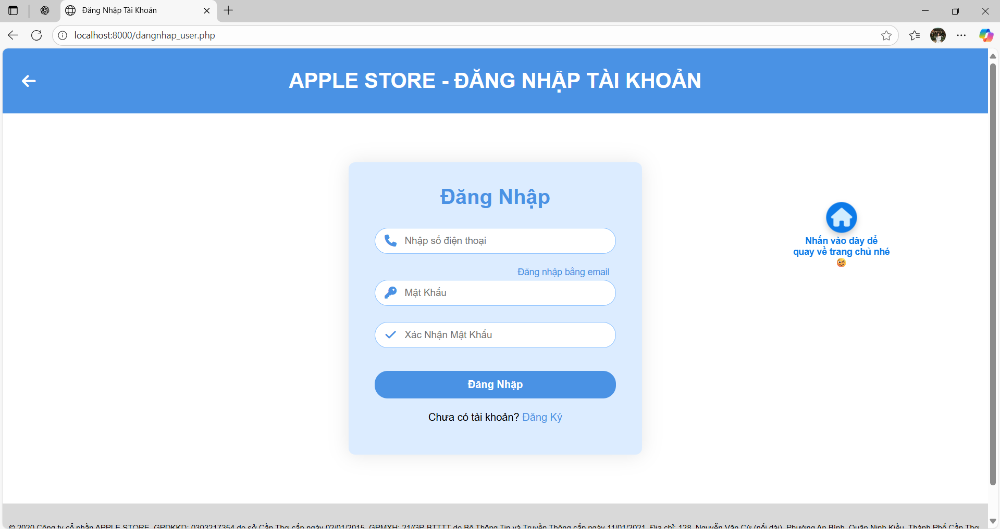 Đăng Nhập Tài Khoản
localhost:8000/dangnhap_user.php
APPLE STORE - ĐĂNG NHẬP TÀI KHOẢN
Đăng Nhập
Nhập số điện thoại
Đăng nhập bằng email
Mật Khẩu
Xác Nhận Mật Khẩu
Đăng Nhập
Chưa có tài khoản? Đăng Ký
Nhấn vào đây để
quay về trang chủ nhé
😉
© 2020 Công ty cổ phần APPLE STORE. GPDKKD: 0303217354 do sở Cần Thơ cấp ngày 02/01/2015. GPMXH: 21/GP-BTTTT do Bộ Thông Tin và Truyền Thông cấp ngày 11/01/2021. Địa chỉ: 128, Nguyễn Văn Cừ (nối dài), Phường An Bình, Quận Ninh Kiều, Thành Phố Cần Thơ